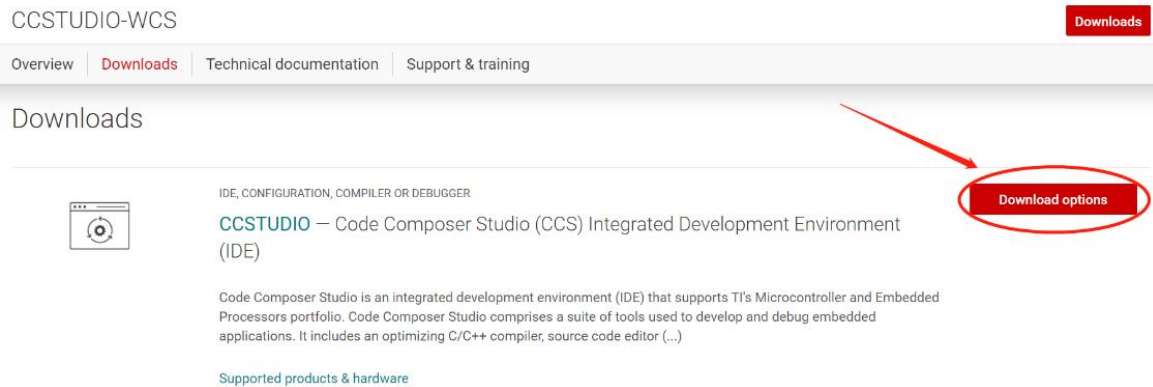 CCSTUDIO-WCS
Downloads
Overview
Downloads
Technical documentation
Support & training
Downloads
IDE, CONFIGURATION, COMPILER OR DEBUGGER
Download options
CCSTUDIO — Code Composer Studio (CCS) Integrated Development Environment
(IDE)
Code Composer Studio is an integrated development environment (IDE) that supports TI's Microcontroller and Embedded
Processors portfolio. Code Composer Studio comprises a suite of tools used to develop and debug embedded
applications. It includes an optimizing C/C++ compiler, source code editor (...)
Supported products & hardware